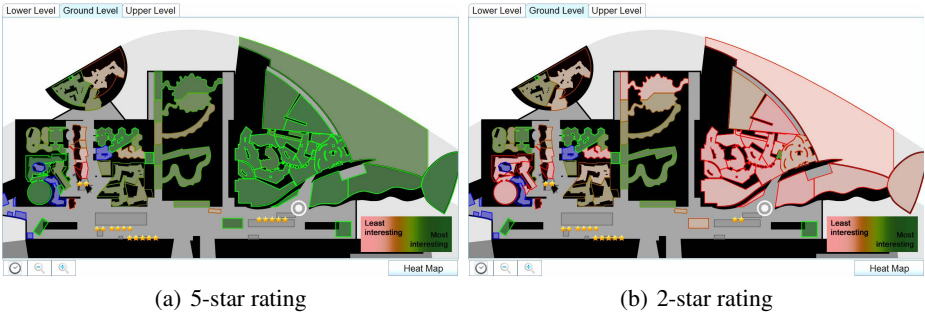 Lower Level Ground Level Upper Level
Least interesting
Most interesting
Heat Map
(a) 5-star rating
Lower Level Ground Level Upper Level
Least interesting
Most interesting
Heat Map
(b) 2-star rating